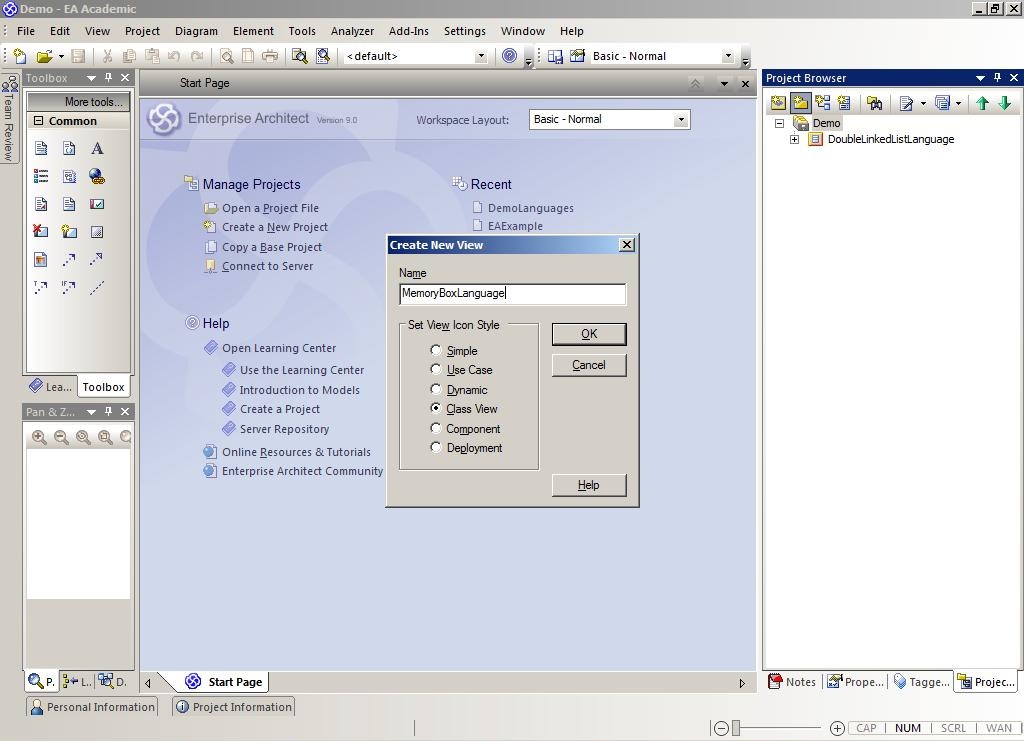 Demo - EA Academic
File Edit View Project Diagram Element Tools Analyzer Add-Ins Settings Window Help
<default> Basic - Normal
Team Review
Toolbox
More tools...
Common
Lea... Toolbox
Pan & Z...
P. L.. D.
Start Page
Enterprise Architect Version 9.0
Workspace Layout: Basic - Normal
Manage Projects
Open a Project File
Create a New Project
Copy a Base Project
Connect to Server
Recent
DemoLanguages
EAExample
Help
Open Learning Center
Use the Learning Center
Introduction to Models
Create a Project
Server Repository
Online Resources & Tutorials
Enterprise Architect Community
Create New View
Name
MemoryBoxLanguage
Set View Icon Style
Simple
Use Case
Dynamic
Class View
Component
Deployment
OK
Cancel
Help
Project Browser
Demo
DoubleLinkedListLanguage
Start Page
Notes Prope... Tagge... Projec...
Personal Information Project Information
CAP NUM SCRL WAN